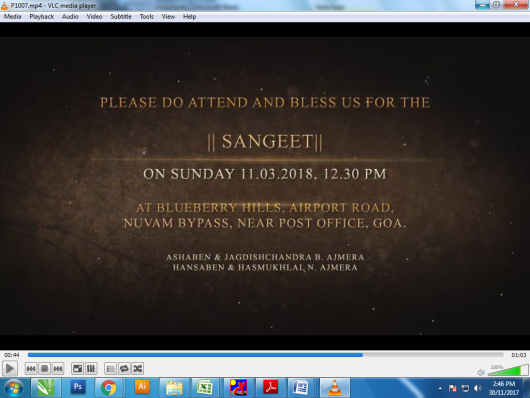 P1007.mp4 - VLC media player
Media Playback Audio Video Subtitle Tools View Help
PLEASE DO ATTEND AND BLESS US FOR THE
|| SANGEET||
ON SUNDAY 11.03.2018, 12.30 PM
AT BLUEBERRY HILLS, AIRPORT ROAD,
NUVAM BYPASS, NEAR POST OFFICE, GOA.
ASHABEN & JAGDISHCHANDRA B. AJMERA
HANSABEN & HASMUKHLAL N. AJMERA
00:44 01:03
100%
Ps Ai
2:46 PM
30/11/2017